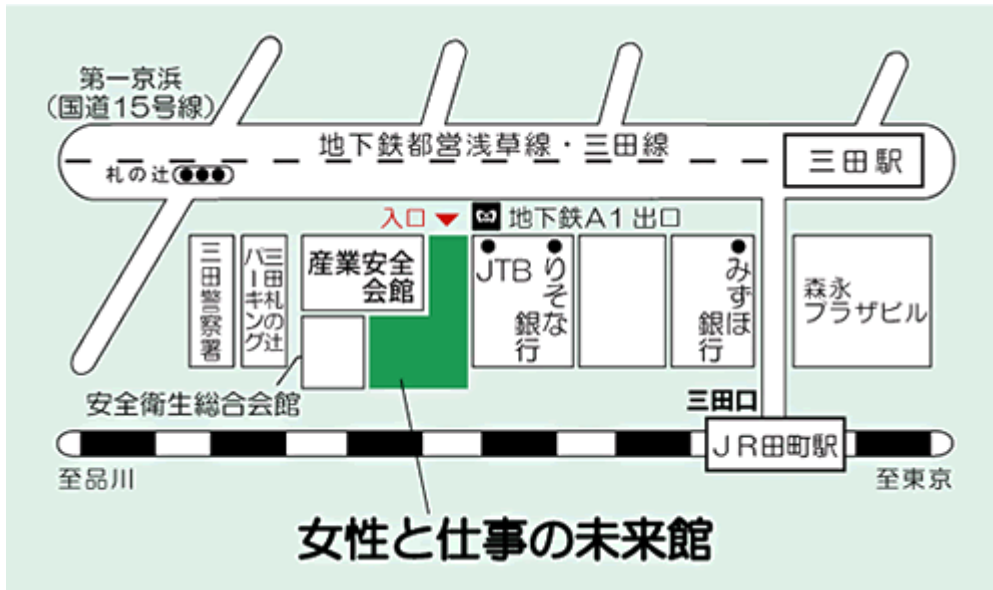 第一京浜
（国道15号線）
地下鉄都営浅草線・三田線
三田駅
札の辻
入口
地下鉄A1出口
三田警察署
三田札の辻
パーキング
産業安全
会館
JTB
りそな
銀行
みずほ
銀行
森永
プラザビル
安全衛生総合会館
三田口
JR田町駅
至品川
至東京
女性と仕事の未来館